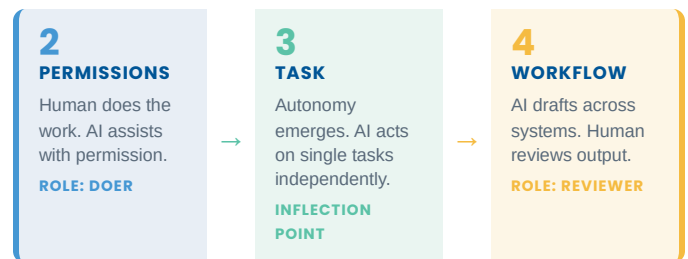 2
PERMISSIONS
Human does the
work. AI assists
with permission.
ROLE: DOER
→
3
TASK
Autonomy
emerges. AI acts
on single tasks
independently.
INFLECTION
POINT
→
4
WORKFLOW
AI drafts across
systems. Human
reviews output.
ROLE: REVIEWER